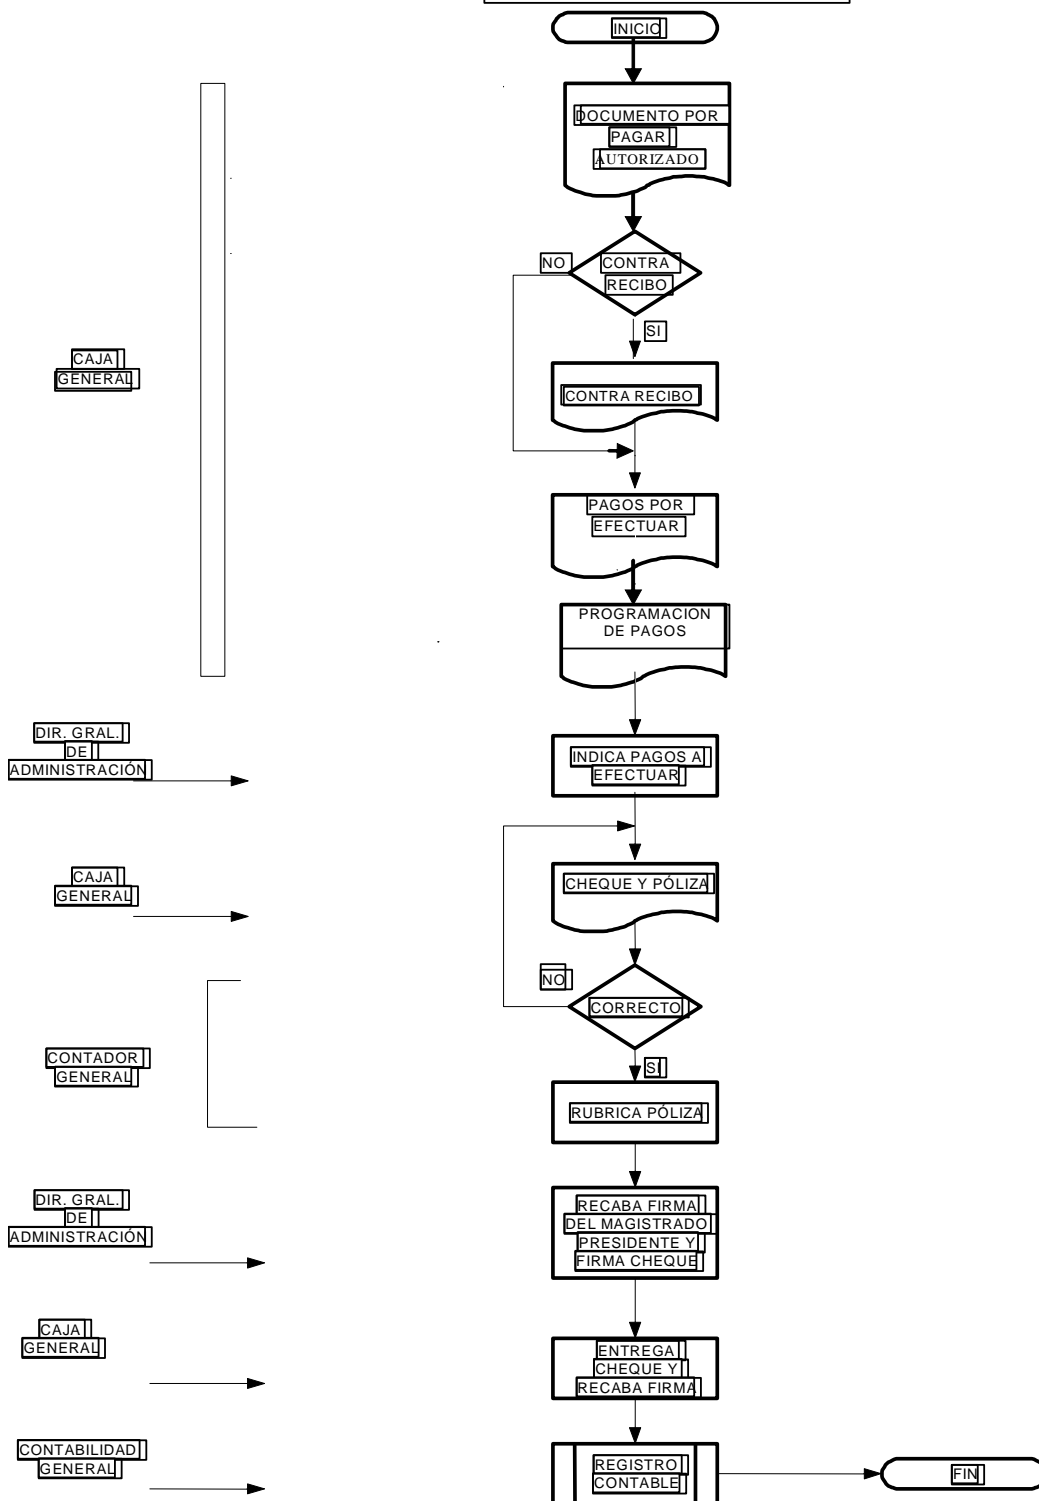 INICIO
DOCUMENTO POR
PAGAR
AUTORIZADO
NO
CONTRA
RECIBO
SI
CAJA
GENERAL
CONTRA RECIBO
PAGOS POR
EFECTUAR
PROGRAMACION
DE PAGOS
DIR. GRAL.
DE
ADMINISTRACIÓN
INDICA PAGOS A
EFECTUAR
CAJA
GENERAL
CHEQUE Y PÓLIZA
NO
CORRECTO
CONTADOR
GENERAL
SI
RUBRICA PÓLIZA
DIR. GRAL.
DE
ADMINISTRACIÓN
RECABA FIRMA
DEL MAGISTRADO
PRESIDENTE Y
FIRMA CHEQUE
CAJA
GENERAL
ENTREGA
CHEQUE Y
RECABA FIRMA
CONTABILIDAD
GENERAL
REGISTRO
CONTABLE
FIN